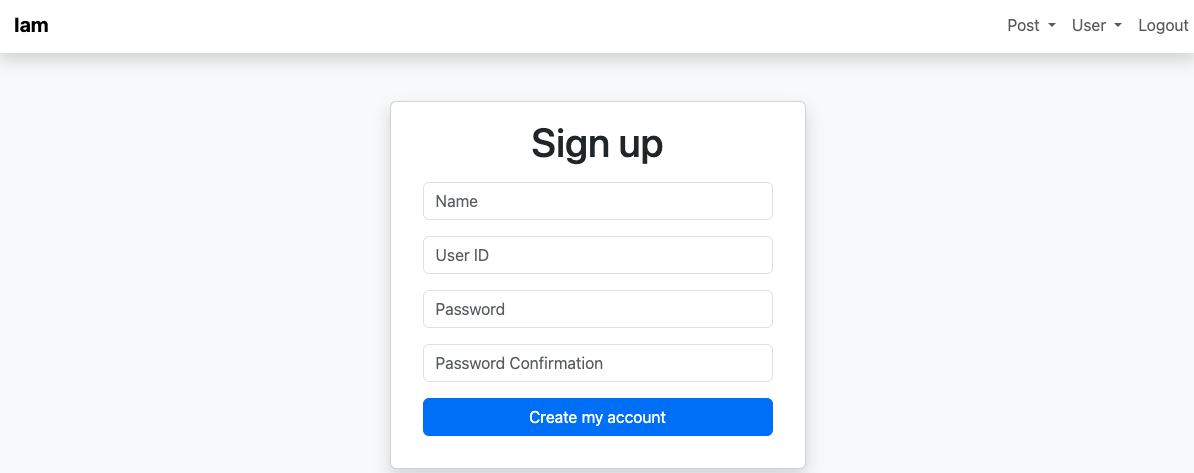 Iam
Post User Logout
Sign up
Name
User ID
Password
Password Confirmation
Create my account